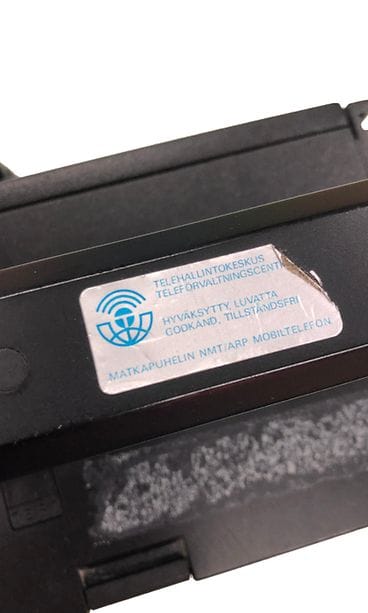 TELEHALLINTOKESKUS
TELEFÖRVALTNINGSCENT
HYVÄKSYTTY, LUVATTA
GODKÄND, TILLSTÅNDSFRI
MATKAPUHELIN NMT/ARP MOBILTELEFON